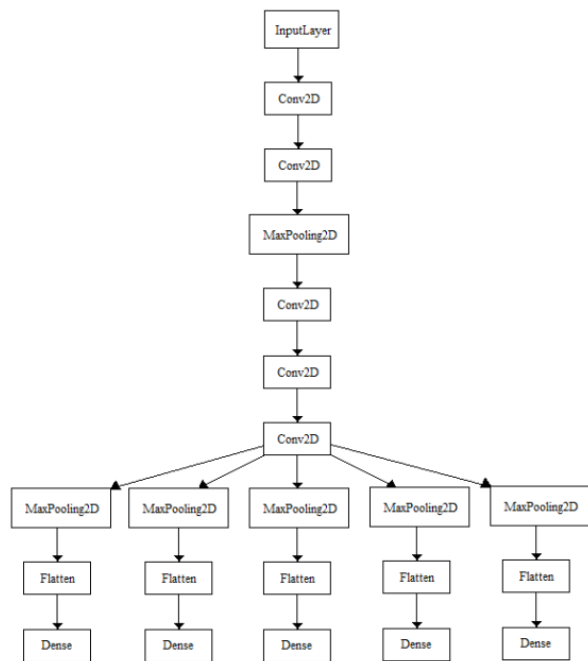 InputLayer
Conv2D
Conv2D
MaxPooling2D
Conv2D
Conv2D
Conv2D
MaxPooling2D MaxPooling2D MaxPooling2D MaxPooling2D MaxPooling2D
Flatten Flatten Flatten Flatten Flatten
Dense Dense Dense Dense Dense